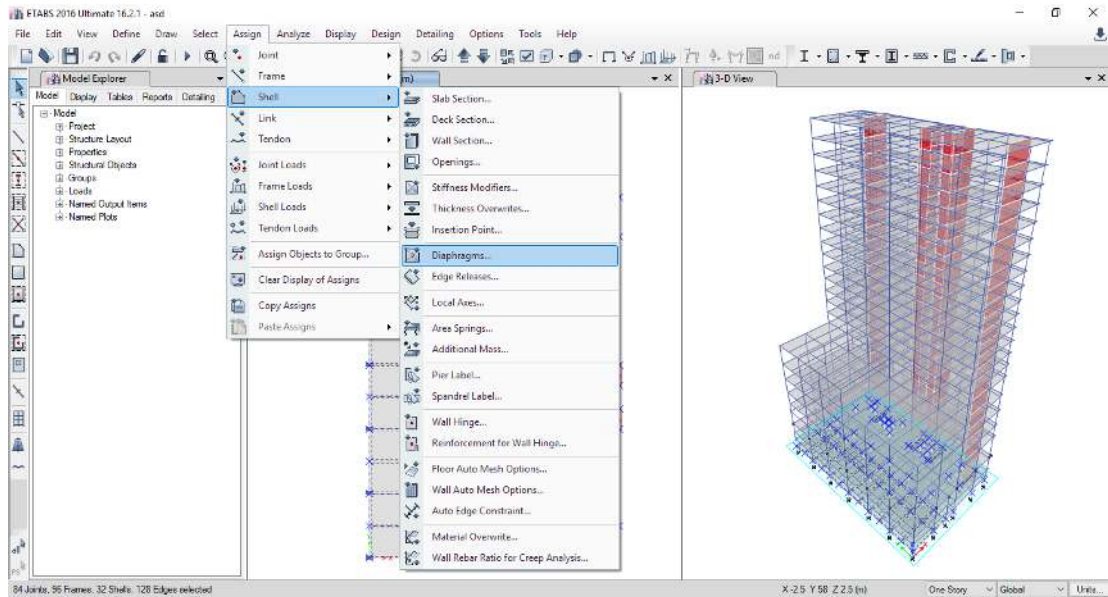 ETABS 2016 Ultimate 16.2.1 - asd
File Edit View Define Draw Select Assign Analyze Display Design Detailing Options Tools Help
Model Explorer
Model Display Tables Reports Detailing
Model
Project
Structure Layout
Properties
Structural Objects
Groups
Loads
Named Output Items
Named Plots
Joint
Frame
Shell
Link
Tendon
Joint Loads
Frame Loads
Shell Loads
Tendon Loads
Assign Objects to Group...
Clear Display of Assigns
Copy Assigns
Paste Assigns
m)
Slab Section...
Deck Section...
Wall Section...
Openings...
Stiffness Modifiers...
Thickness Overwrites...
Insertion Point...
Diaphragms...
Edge Releases...
Local Axes...
Area Springs...
Additional Mass...
Pier Label...
Spandrel Label...
Wall Hinge...
Reinforcement for Wall Hinge...
Floor Auto Mesh Options...
Wall Auto Mesh Options...
Auto Edge Constraint...
Material Overwrite...
Wall Rebar Ratio for Creep Analysis...
3-D View
nd
84 Joints, 96 Frames, 32 Shells, 128 Edges selected
X -2.5 Y 58 Z 2.5 (m)
One Story
Global
Units...